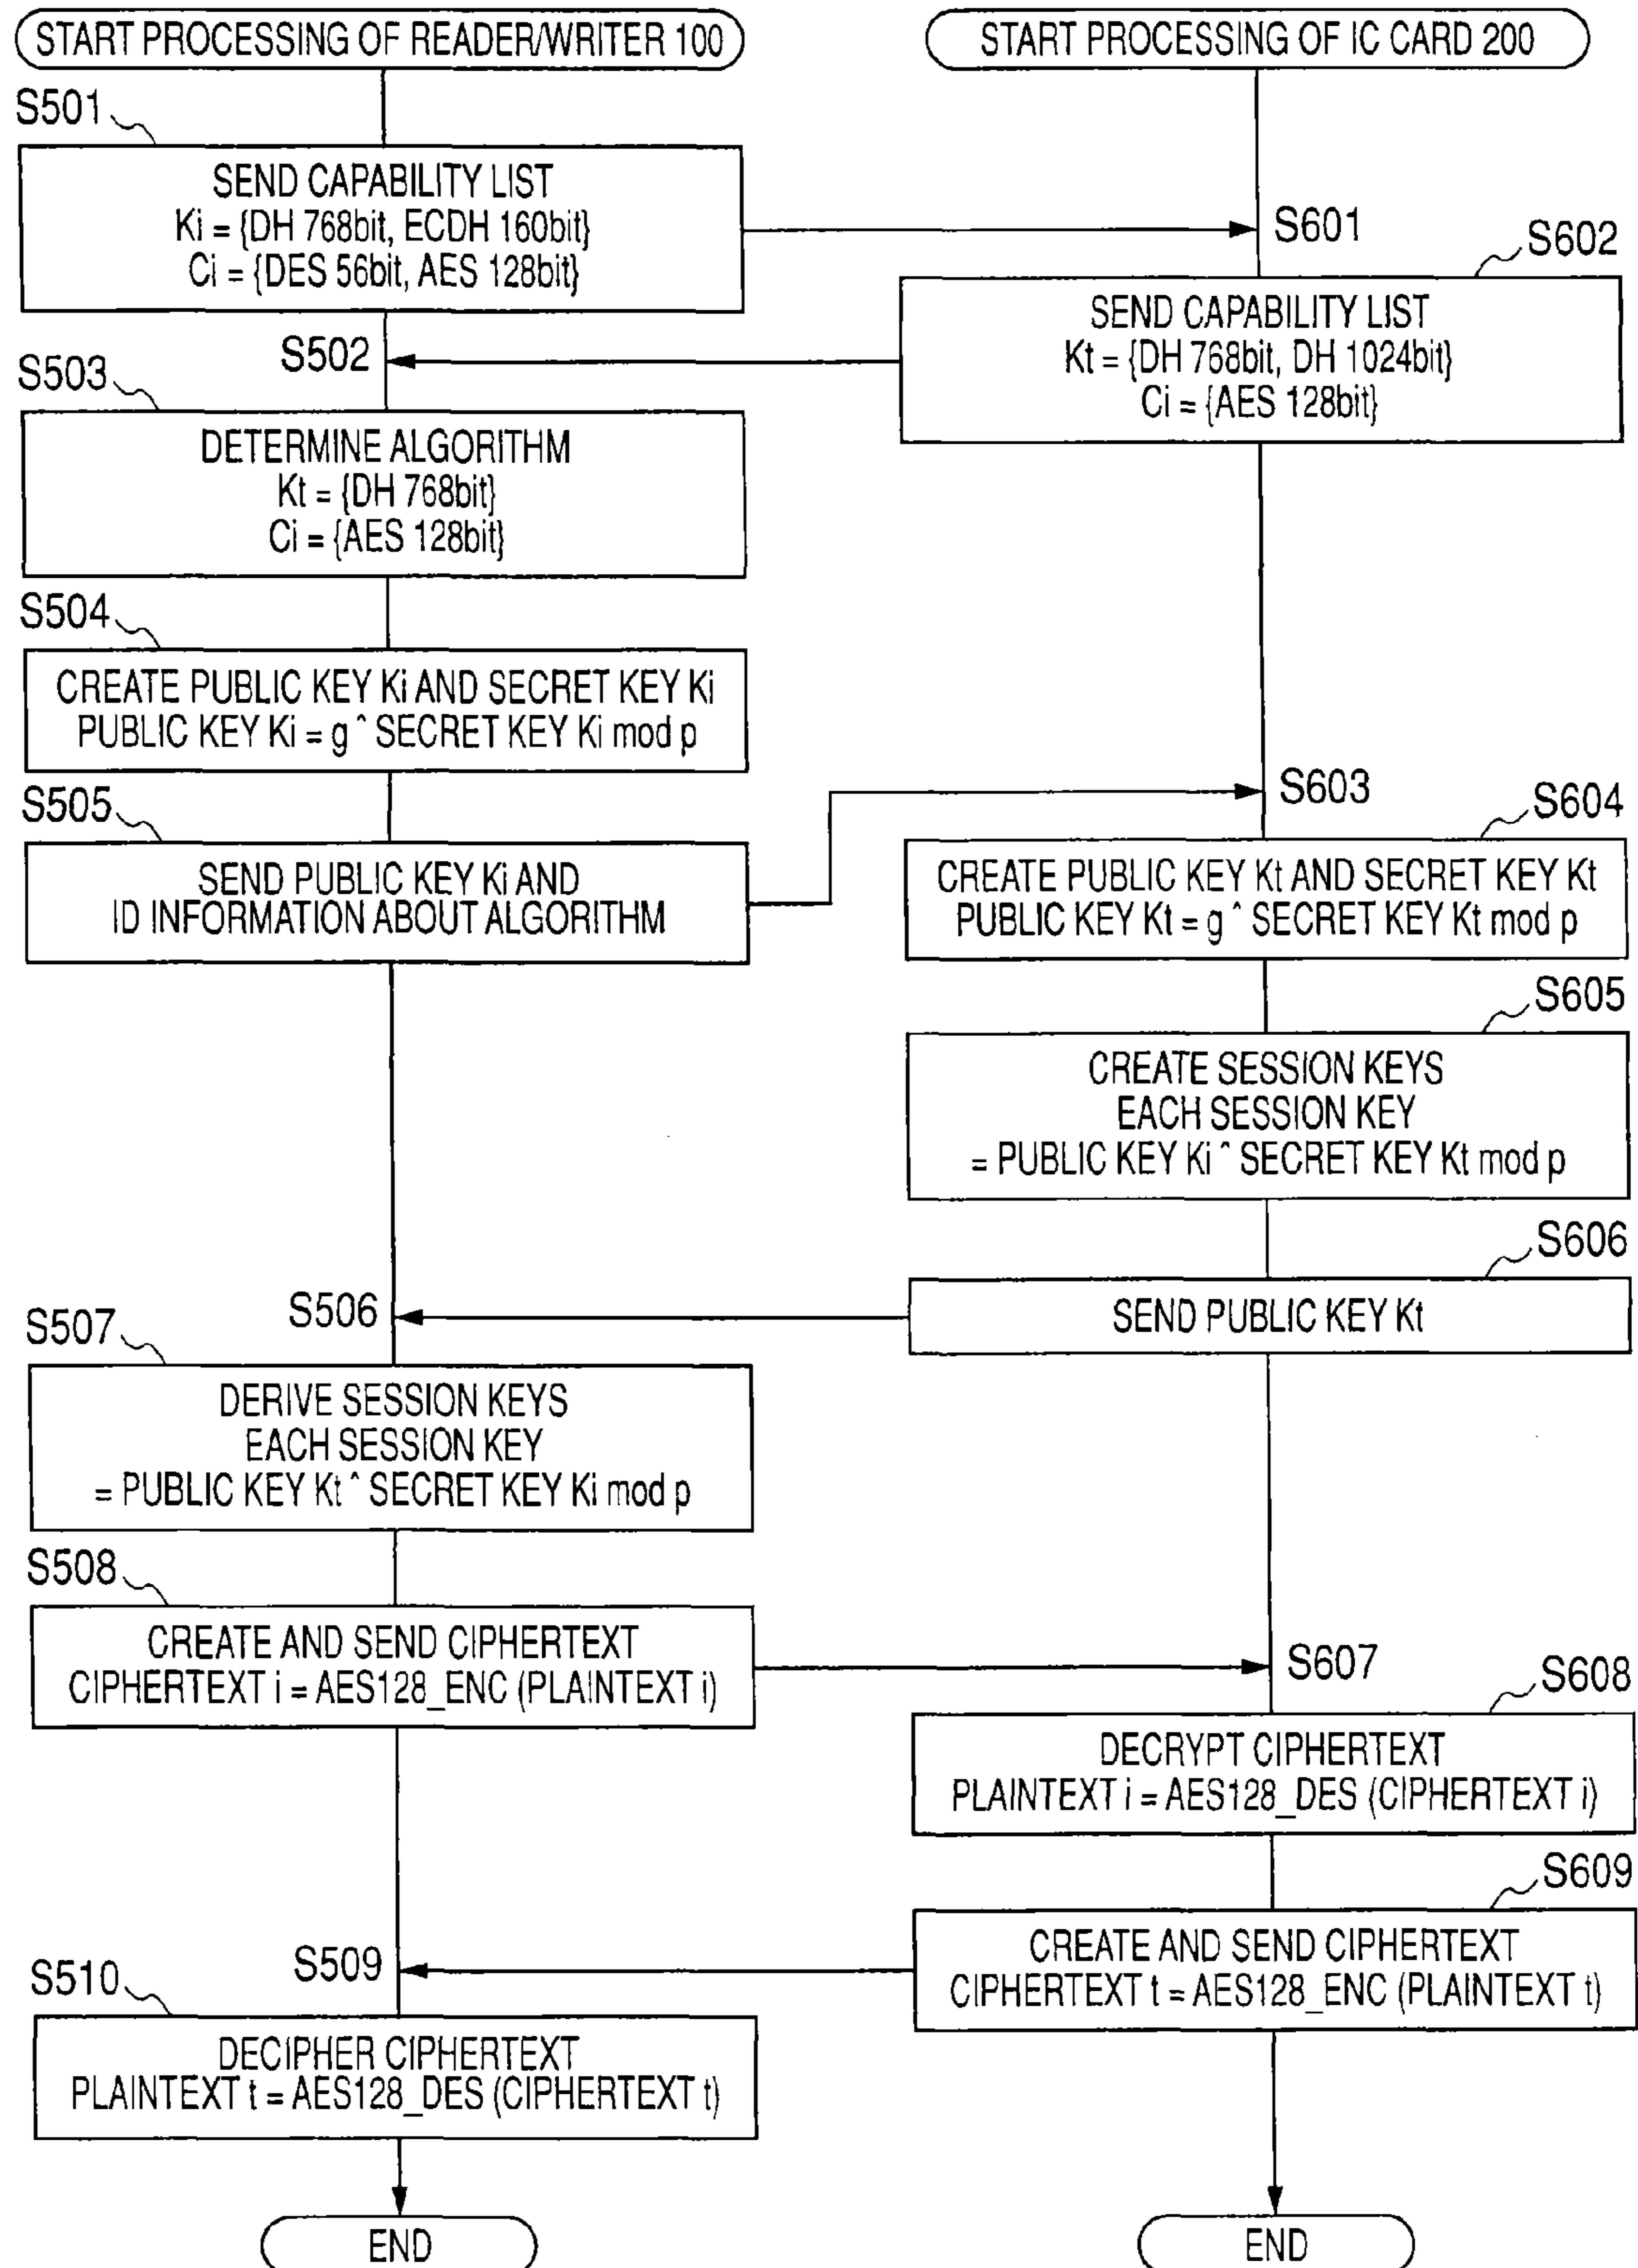 START PROCESSING OF READER/WRITER 100
START PROCESSING OF IC CARD 200
S501
SEND CAPABILITY LIST
Ki = {DH 768bit, ECDH 160bit}
Ci = {DES 56bit, AES 128bit}
S601
S602
SEND CAPABILITY LIST
Kt = {DH 768bit, DH 1024bit}
Ci = {AES 128bit}
S502
S503
DETERMINE ALGORITHM
Kt = {DH 768bit}
Ci = {AES 128bit}
S504
CREATE PUBLIC KEY Ki AND SECRET KEY Ki
PUBLIC KEY Ki = g ^ SECRET KEY Ki mod p
S505
SEND PUBLIC KEY Ki AND
ID INFORMATION ABOUT ALGORITHM
S603
S604
CREATE PUBLIC KEY Kt AND SECRET KEY Kt
PUBLIC KEY Kt = g ^ SECRET KEY Kt mod p
S605
CREATE SESSION KEYS
EACH SESSION KEY
= PUBLIC KEY Ki ^ SECRET KEY Kt mod p
S606
SEND PUBLIC KEY Kt
S506
S507
DERIVE SESSION KEYS
EACH SESSION KEY
= PUBLIC KEY Kt ^ SECRET KEY Ki mod p
S508
CREATE AND SEND CIPHERTEXT
CIPHERTEXT i = AES128_ENC (PLAINTEXT i)
S607
S608
DECRYPT CIPHERTEXT
PLAINTEXT i = AES128_DES (CIPHERTEXT i)
S609
CREATE AND SEND CIPHERTEXT
CIPHERTEXT t = AES128_ENC (PLAINTEXT t)
S509
S510
DECIPHER CIPHERTEXT
PLAINTEXT t = AES128_DES (CIPHERTEXT t)
END
END